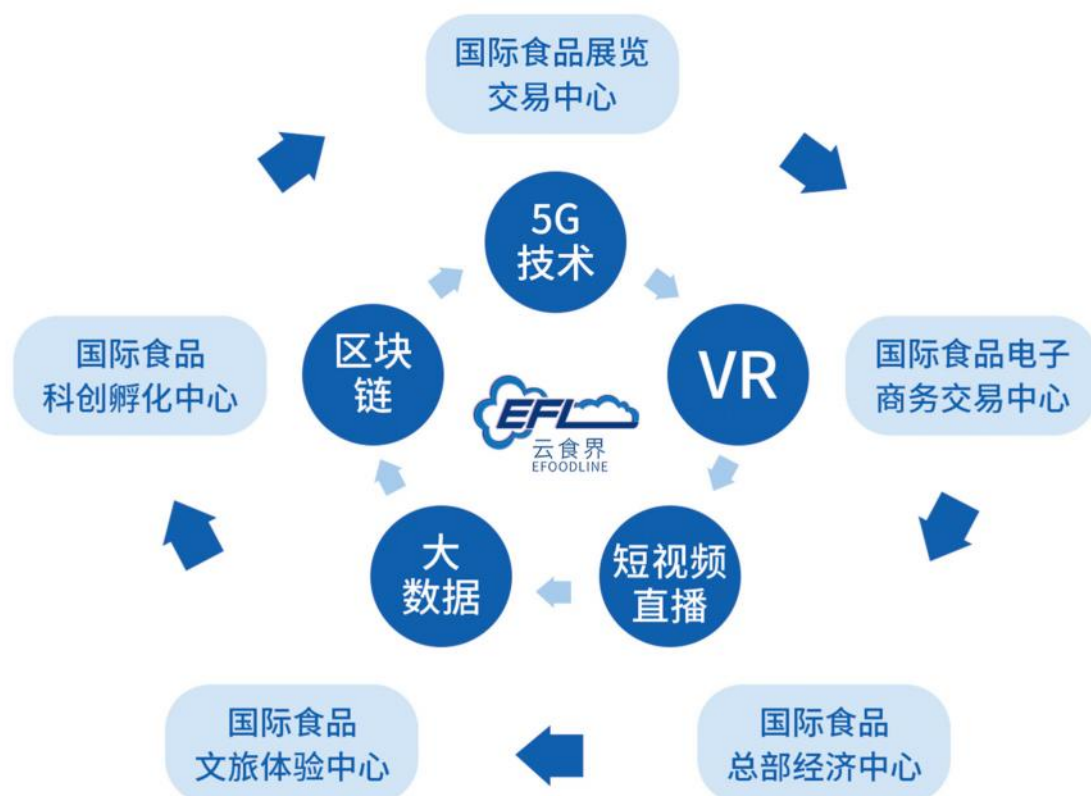 国际食品展览
交易中心
5G
技术
VR
国际食品电子
商务交易中心
短视频
直播
国际食品
总部经济中心
大
数据
国际食品
文旅体验中心
区块
链
国际食品
科创孵化中心
EFL
云食界
EFOODLINE